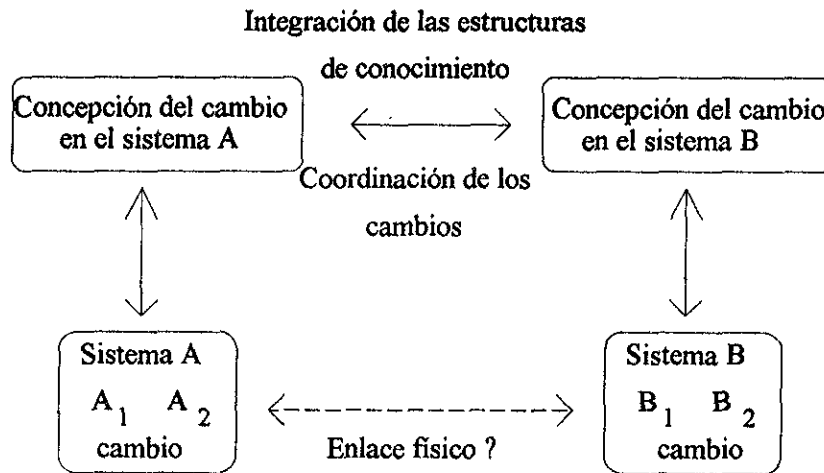 Integración de las estructuras
de conocimiento
Concepción del cambio
en el sistema A
Concepción del cambio
en el sistema B
Coordinación de los
cambios
Sistema A
A1 A2
cambio
Sistema B
B1 B2
cambio
Enlace físico ?